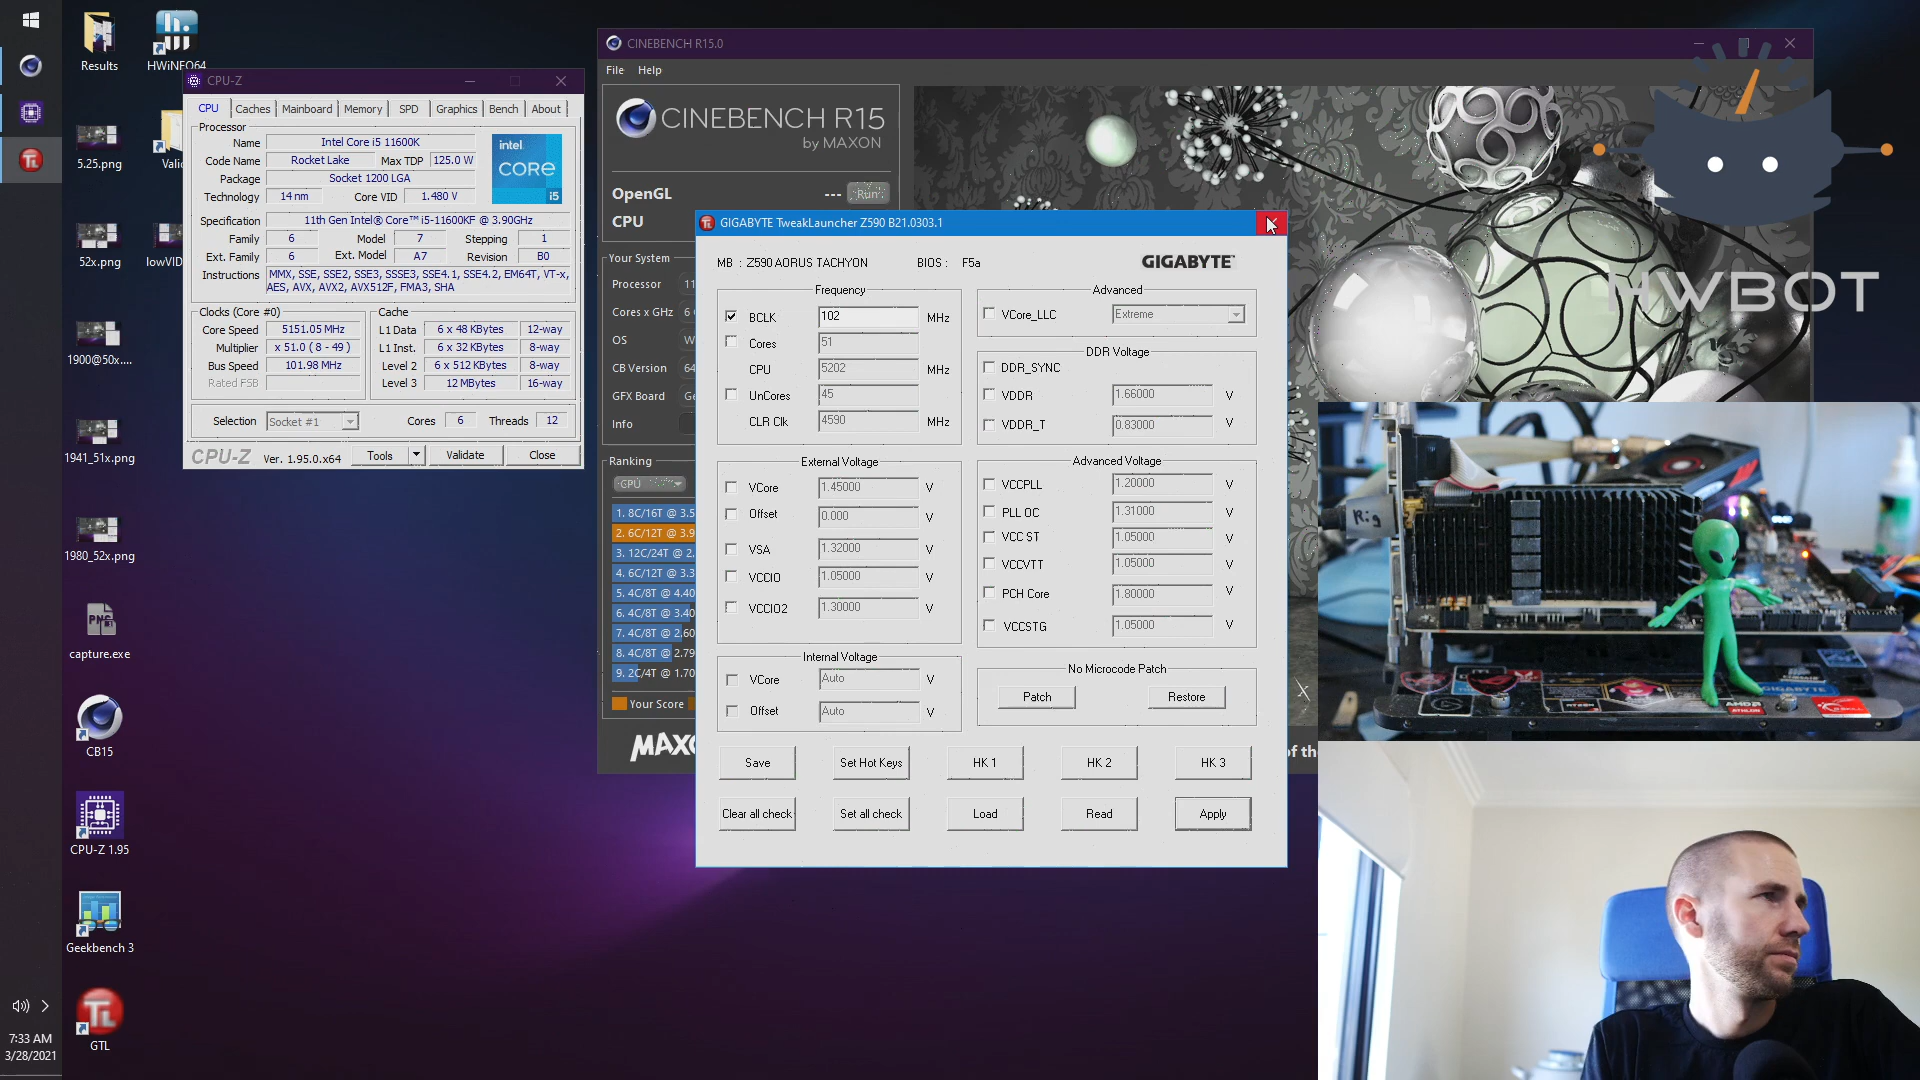 Results
HWiNFO64
5.25.png
Valid
52x.png
lowVID
1900@50x....
1941_51x.png
1980_52x.png
capture.exe
CB15
CPU-Z 1.95
Geekbench 3
GTL
7:33 AM
3/28/2021
CPU-Z
CPU Caches Mainboard Memory SPD Graphics Bench About
Processor
Name Intel Core i5 11600K
Code Name Rocket Lake Max TDP 125.0 W
Package Socket 1200 LGA
Technology 14 nm Core VID 1.480 V
intel.
CORE
i5
Specification 11th Gen Intel® Core™ i5-11600KF @ 3.90GHz
Family 6 Model 7 Stepping 1
Ext. Family 6 Ext. Model A7 Revision B0
Instructions MMX, SSE, SSE2, SSE3, SSSE3, SSE4.1, SSE4.2, EM64T, VT-x,
AES, AVX, AVX2, AVX512F, FMA3, SHA
Clocks (Core #0)
Core Speed 5151.05 MHz
Multiplier x 51.0 ( 8 - 49 )
Bus Speed 101.98 MHz
Rated FSB
Cache
L1 Data 6 x 48 KBytes 12-way
L1 Inst. 6 x 32 KBytes 8-way
Level 2 6 x 512 KBytes 8-way
Level 3 12 MBytes 16-way
Selection Socket #1 Cores 6 Threads 12
CPU-Z Ver. 1.95.0.x64 Tools Validate Close
CINEBENCH R15.0
File Help
CINEBENCH R15
by MAXON
OpenGL --- Run
CPU
Your System
Processor 11
Cores x GHz 6
OS W
CB Version 64
GFX Board Ge
Info
Ranking
CPU
1. 8C/16T @ 3.5
2. 6C/12T @ 3.9
3. 12C/24T @ 2.
4. 6C/12T @ 3.3
5. 4C/8T @ 4.40
6. 4C/8T @ 3.40
7. 4C/8T @ 2.60
8. 4C/8T @ 2.79
9. 2C/4T @ 1.70
Your Score
MAXO
of the
GIGABYTE TweakLauncher Z590 B21.0303.1
MB : Z590 AORUS TACHYON BIOS : F5a GIGABYTE™
Frequency
BCLK 102 MHz
Cores 51
CPU 5202 MHz
UnCores 45
CLR Clk 4590 MHz
External Voltage
VCore 1.45000 V
Offset 0.000 V
VSA 1.32000 V
VCCIO 1.05000 V
VCCIO2 1.30000 V
Internal Voltage
VCore Auto V
Offset Auto V
Advanced
VCore_LLC Extreme
DDR Voltage
DDR_SYNC
VDDR 1.66000 V
VDDR_T 0.83000 V
Advanced Voltage
VCCPLL 1.20000 V
PLL OC 1.31000 V
VCC ST 1.05000 V
VCCVTT 1.05000 V
PCH Core 1.80000 V
VCCSTG 1.05000 V
No Microcode Patch
Patch Restore
Save Set Hot Keys HK 1 HK 2 HK 3
Clear all check Set all check Load Read Apply
HWBOT
Rig
GIGABYTE
AMD
ATHLON